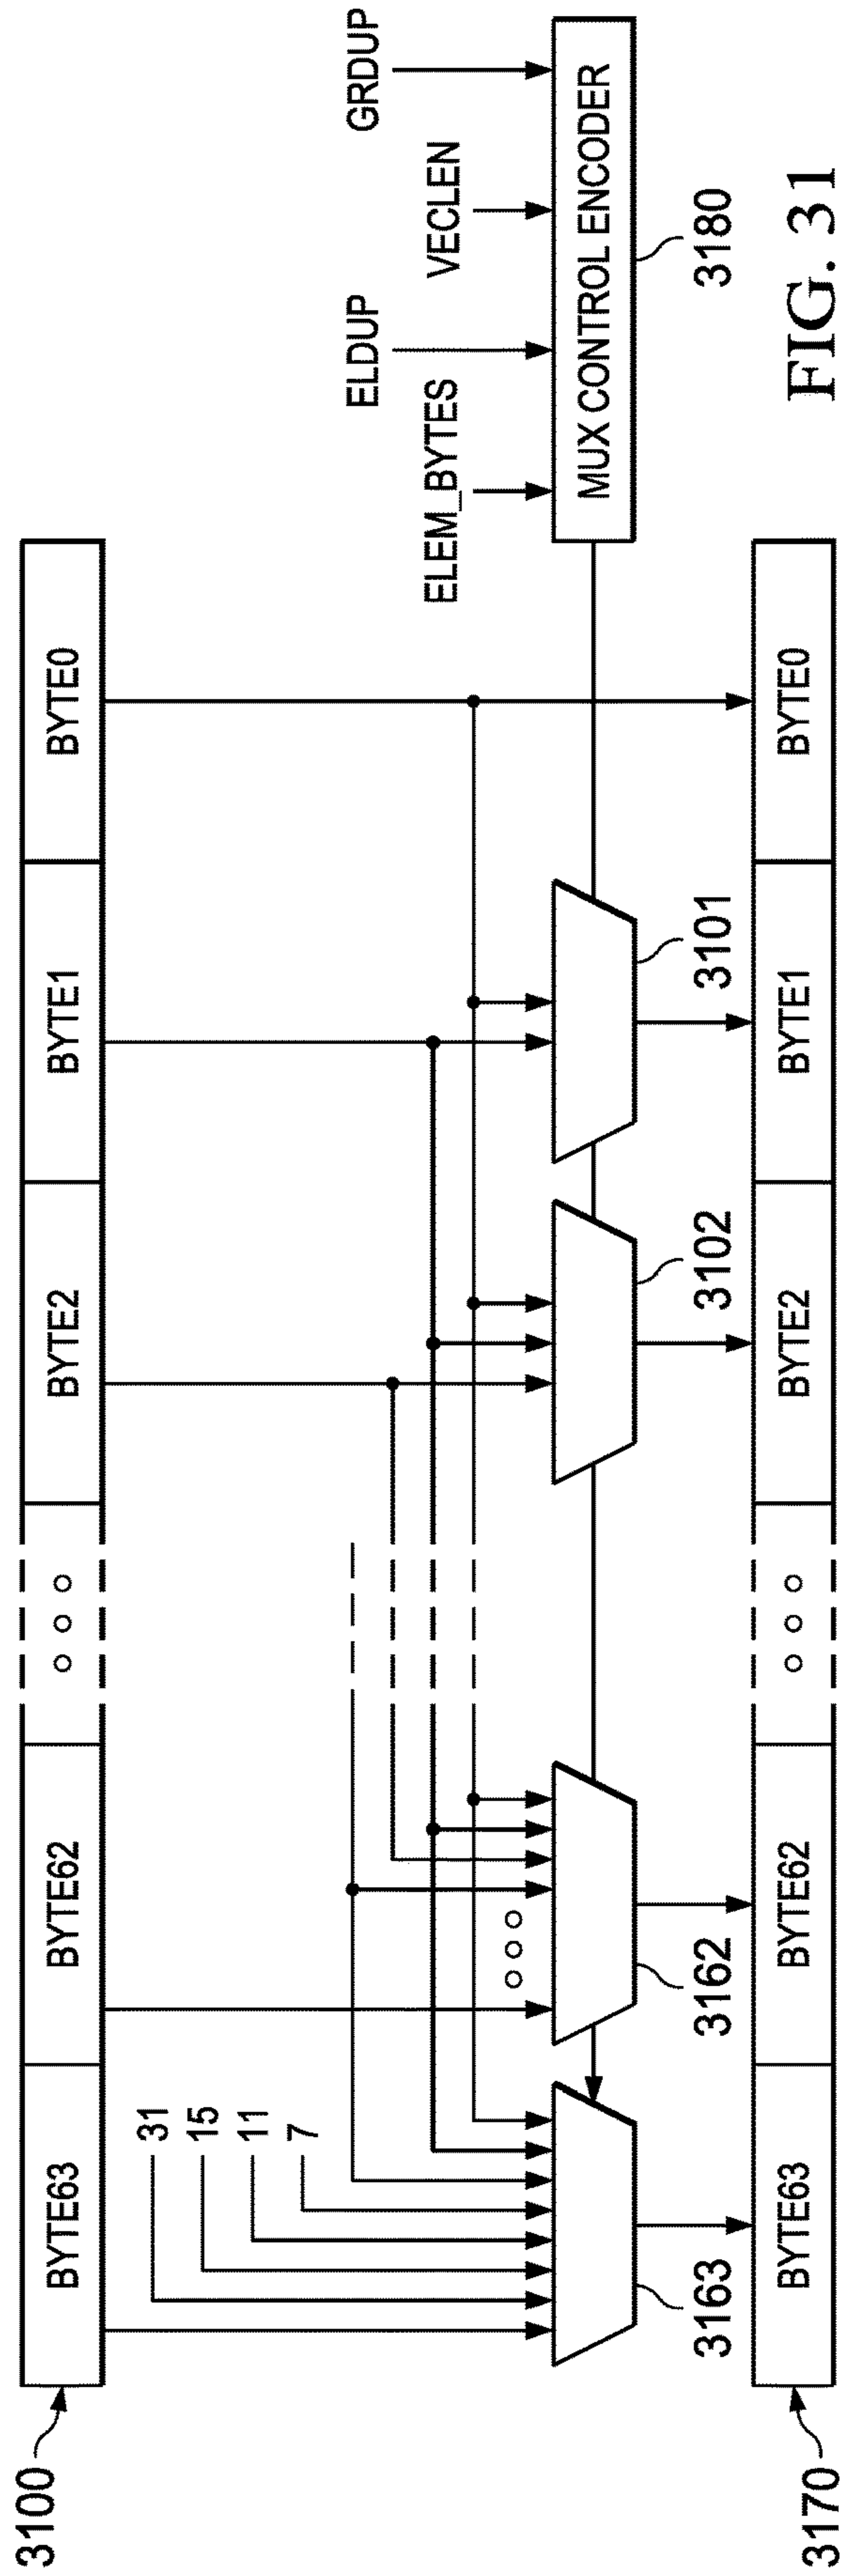 3100
BYTE63
BYTE62
BYTE2
BYTE1
BYTE0
31
15
11
7
GRDUP
VECLEN
ELDUP
ELEM_BYTES
MUX CONTROL ENCODER
3180
3163
3162
3102
3101
3170
BYTE63
BYTE62
BYTE2
BYTE1
BYTE0
FIG. 31